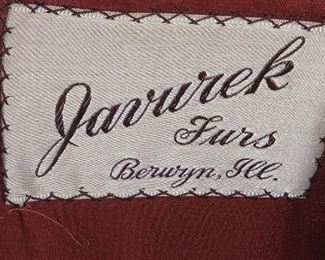 Javurek
Furs
Berwyn, Ill.